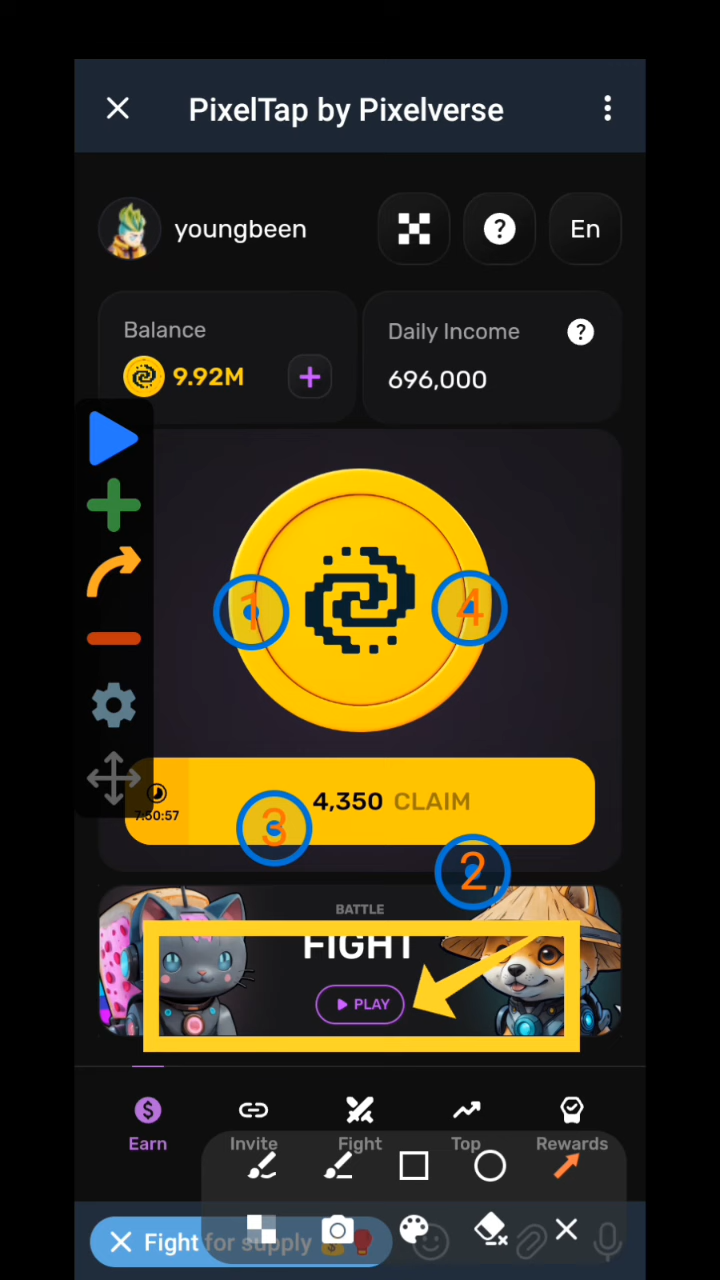 PixelTap by Pixelverse
youngbeen
?
En
Balance
Daily Income
?
9.92M
696,000
1
4
4,350 CLAIM
7:50:57
3
2
BATTLE
FIGHT
PLAY
Earn
Invite
Fight
Top
Rewards
Fight for supply 💰🥊